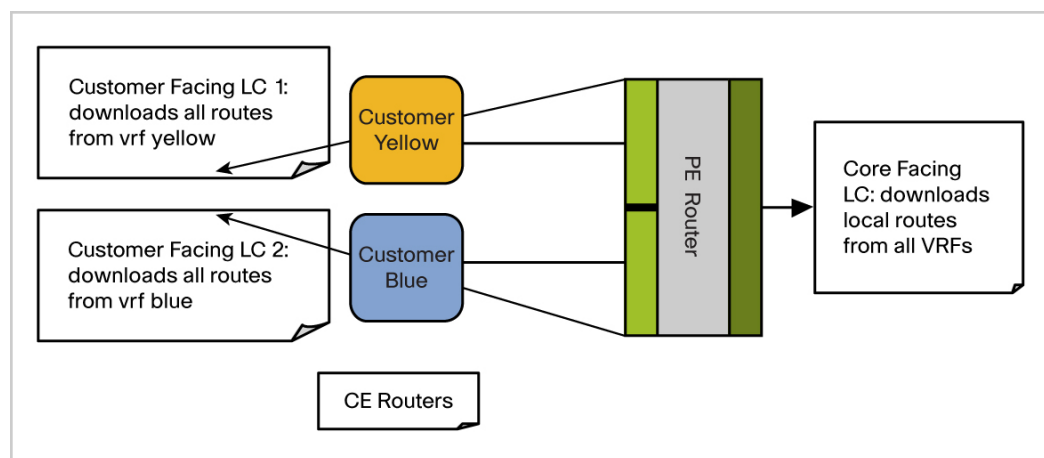 Customer Facing LC 1:
downloads all routes
from vrf yellow
Customer
Yellow
PE Router
Core Facing
LC: downloads
local routes
from all VRFs
Customer Facing LC 2:
downloads all routes
from vrf blue
Customer
Blue
CE Routers